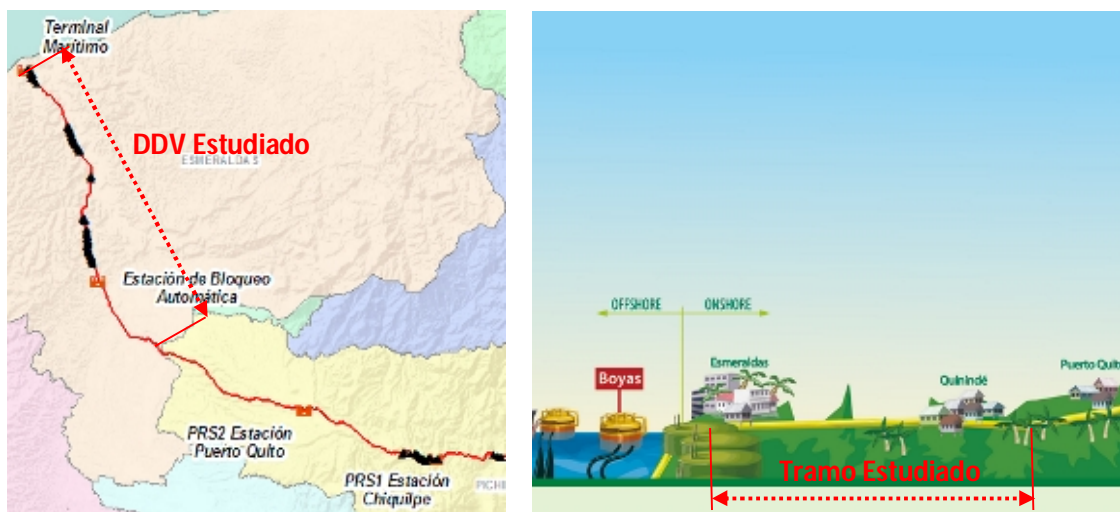 Terminal
Marítimo
DDV Estudiado
ESMERALDAS
Estación de Bloqueo
Automática
PRS2 Estación
Puerto Quito
PRS1 Estación
Chiquilpe
PICHI
OFFSHORE
ONSHORE
Esmeraldas
Puerto Quito
Boyas
Quinindé
Tramo Estudiado